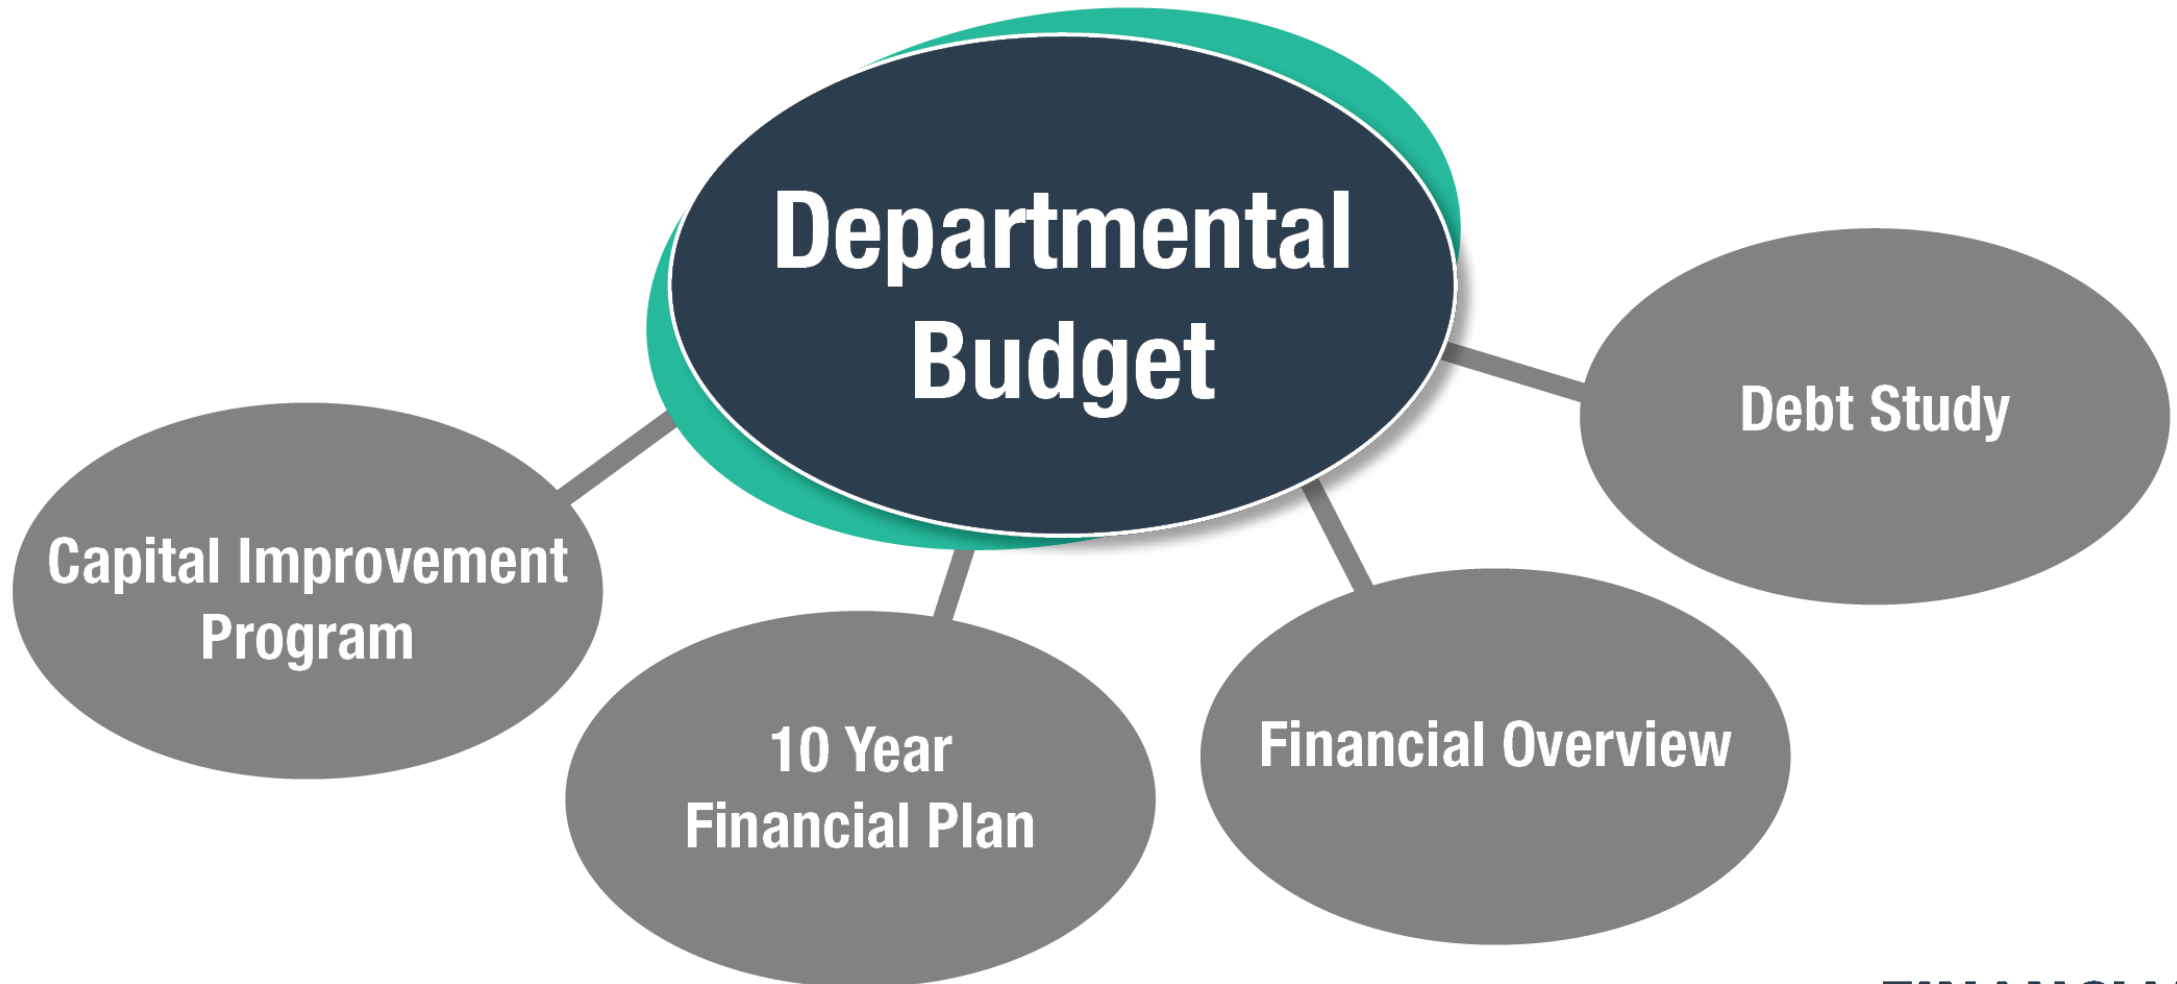 Departmental
Budget
Debt Study
Capital Improvement
Program
10 Year
Financial Plan
Financial Overview